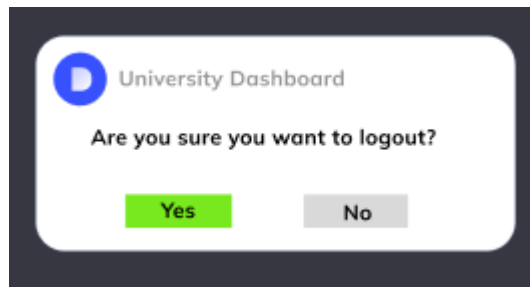 D
University Dashboard
Are you sure you want to logout?
Yes
No